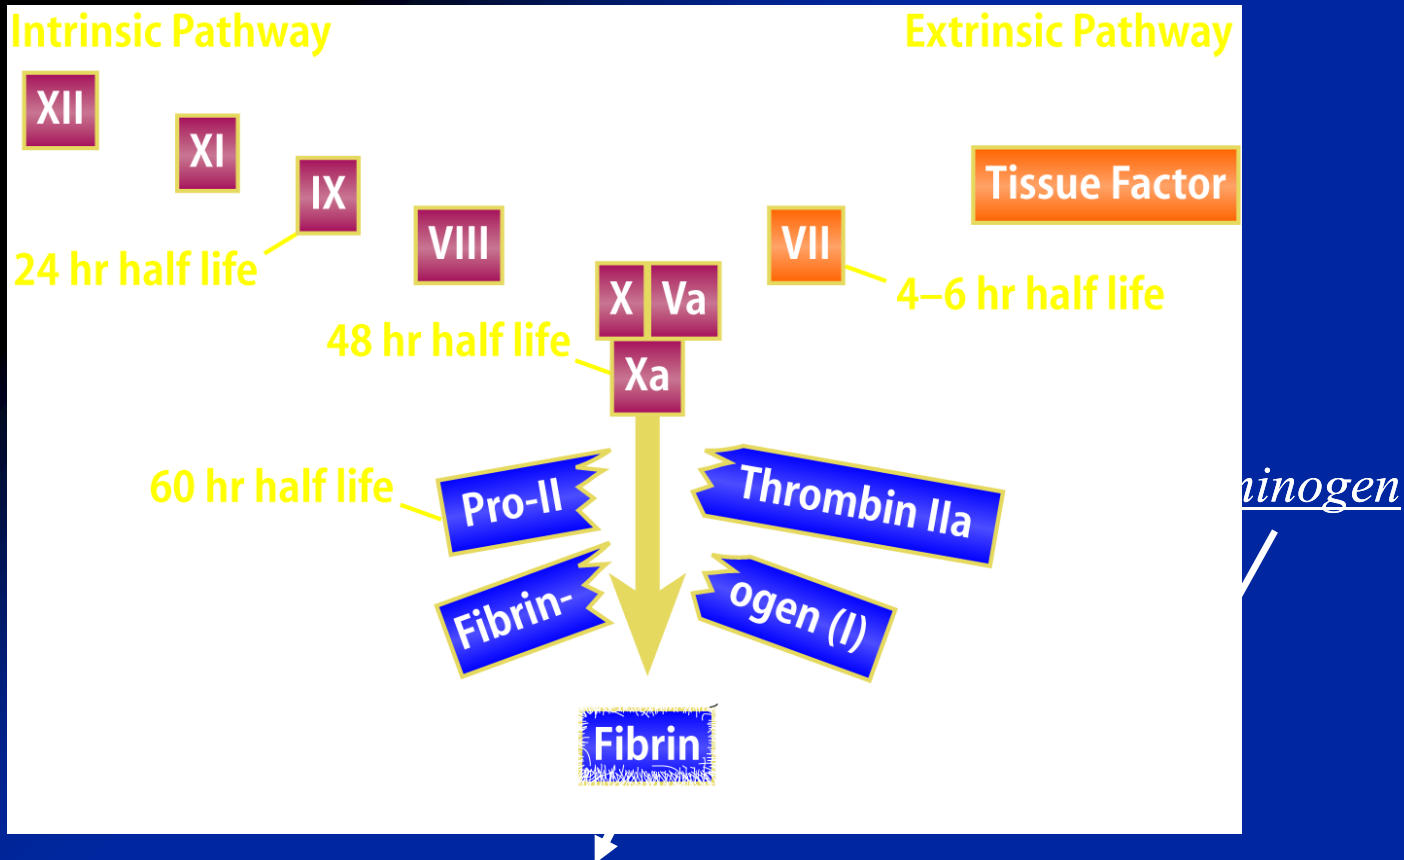 Intrinsic Pathway
Extrinsic Pathway
XII
XI
IX
Tissue Factor
VIII
VII
24 hr half life
4–6 hr half life
X
Va
48 hr half life
Xa
60 hr half life
Pro-II
Thrombin IIa
Fibrin-
ogen (I)
Fibrin